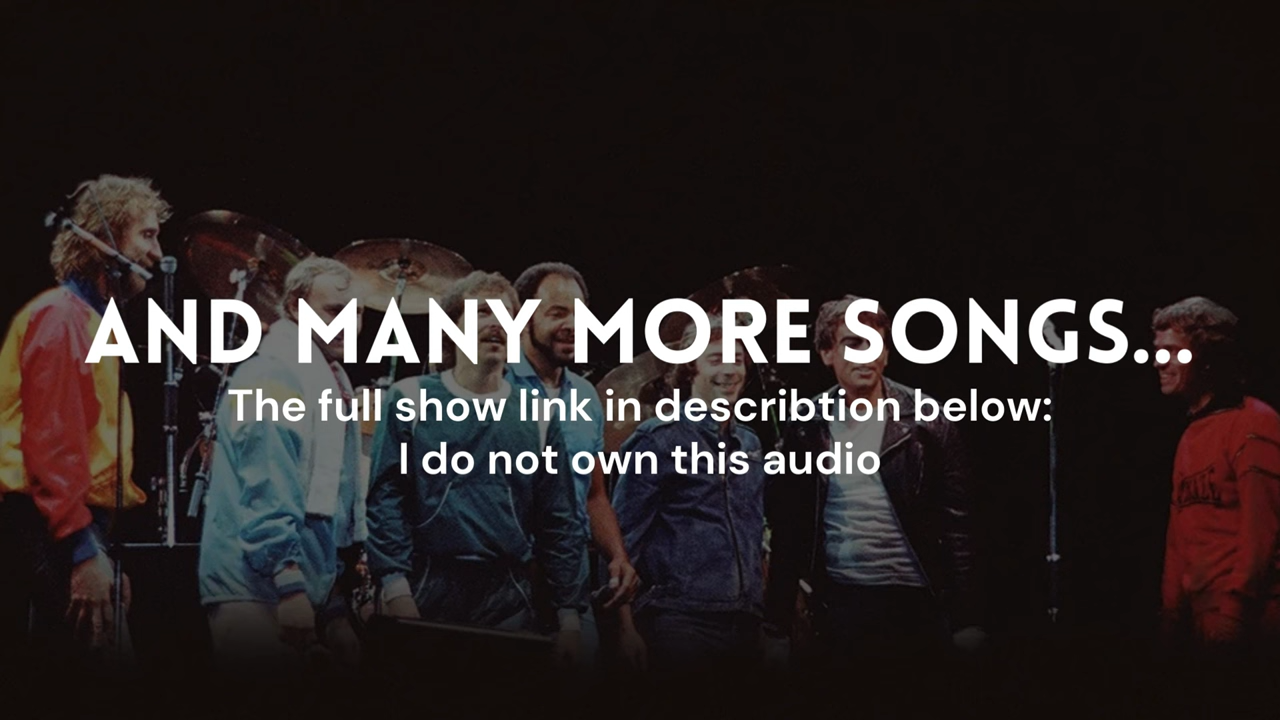 AND MANY MORE SONGS...
The full show link in describtion below:
I do not own this audio